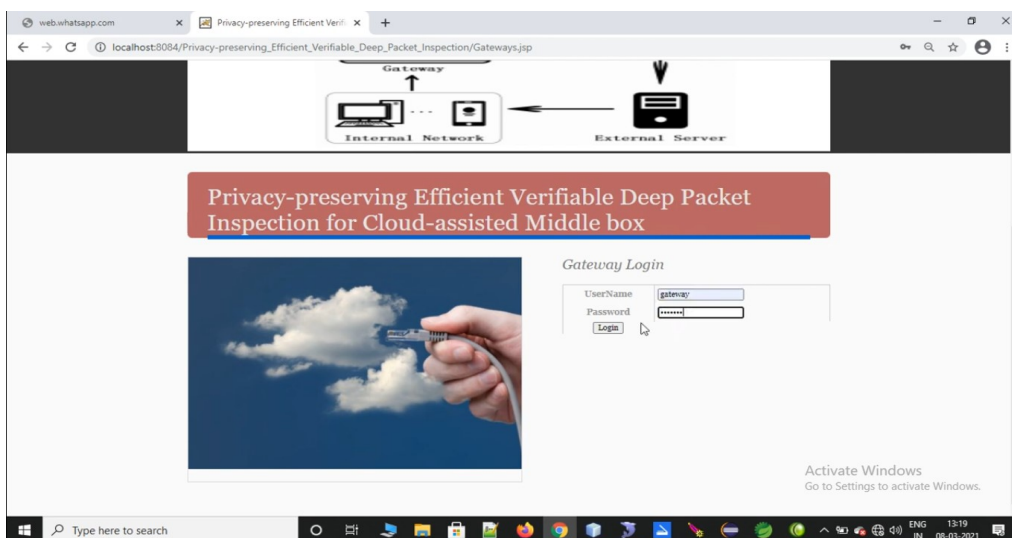 web.whatsapp.com
Privacy-preserving Efficient Verifi
localhost:8084/Privacy-preserving_Efficient_Verifiable_Deep_Packet_Inspection/Gateways.jsp
Gateway
...
Internal Network
External Server
Privacy-preserving Efficient Verifiable Deep Packet
Inspection for Cloud-assisted Middle box
Gateway Login
UserName
gateway
Password
•••••••
Login
Activate Windows
Go to Settings to activate Windows.
Type here to search
ENG
IN
13:19
08-03-2021